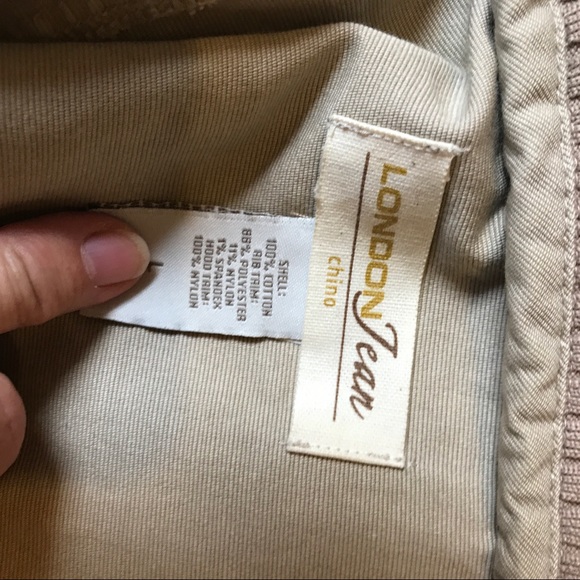 LONDON Jean
chino
SHELL:
100% COTTON
RIB TRIM:
88% POLYESTER
11% NYLON
1% SPANDEX
HOOD TRIM:
100% NYLON